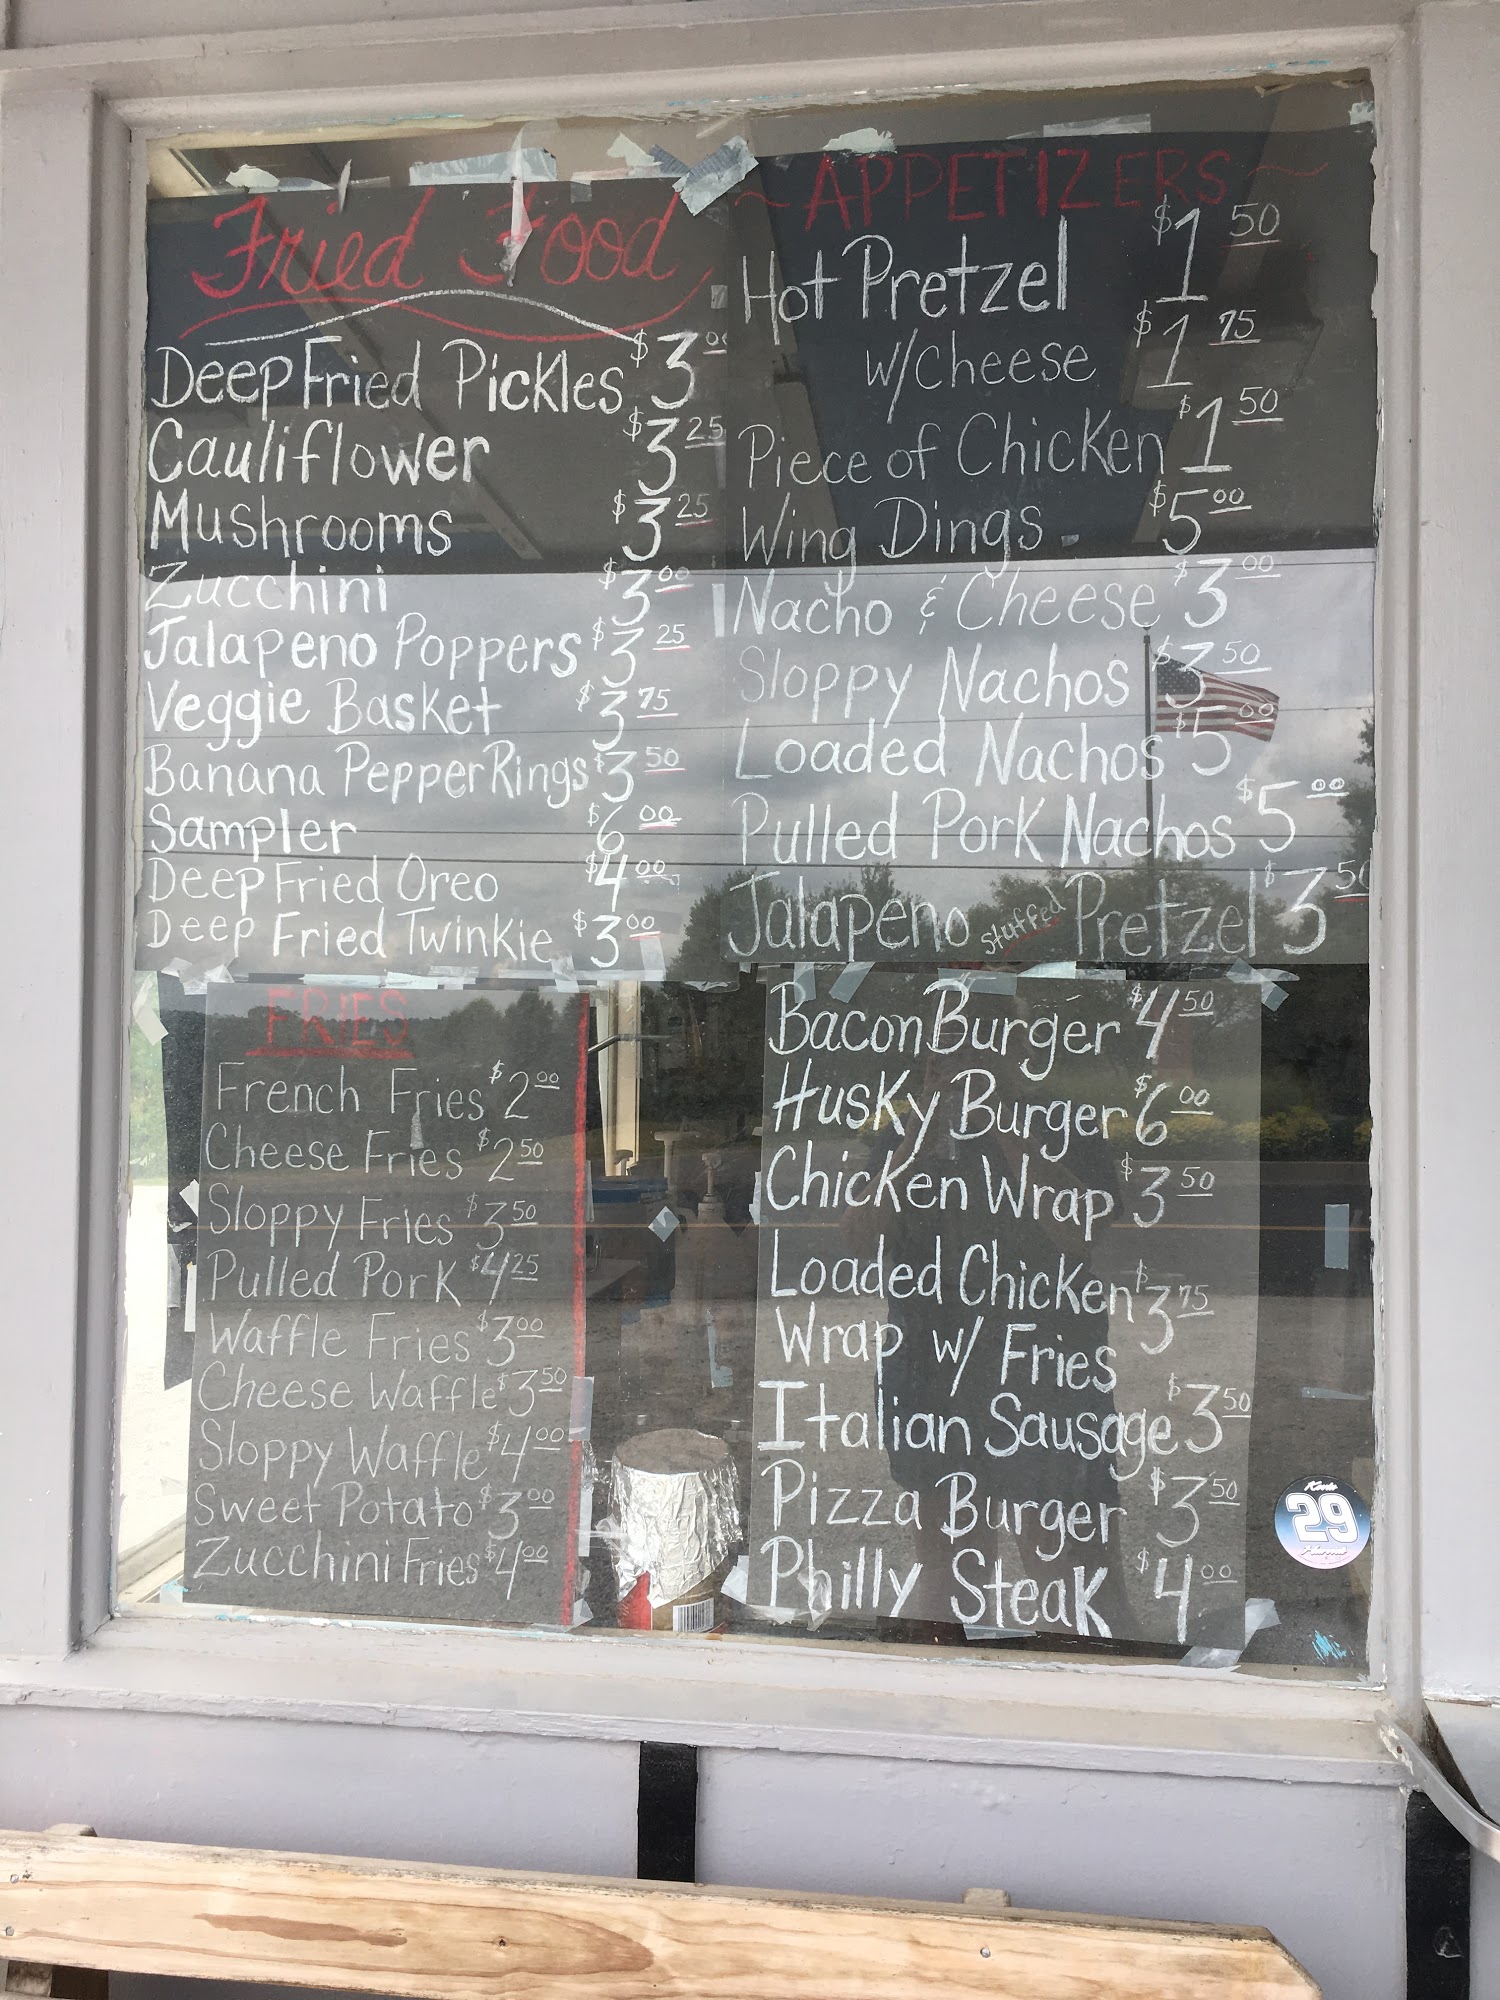 Fried Food
Deep Fried Pickles $3.00
Cauliflower $3.25
Mushrooms $3.25
Zucchini $3.00
Jalapeno Poppers $3.25
Veggie Basket $3.75
Banana Pepper Rings $3.50
Sampler $6.00
Deep Fried Oreo $4.00
Deep Fried Twinkie $3.00
~ APPETIZERS ~
Hot Pretzel $1.50
w/Cheese $1.75
Piece of Chicken $1.50
Wing Dings $5.00
Nacho & Cheese $3.00
Sloppy Nachos $3.50
Loaded Nachos $5.00
Pulled Pork Nachos $5.00
Jalapeno Stuffed Pretzel $3.50
FRIES
French Fries $2.00
Cheese Fries $2.50
Sloppy Fries $3.50
Pulled Pork $4.25
Waffle Fries $3.00
Cheese Waffle $3.50
Sloppy Waffle $4.00
Sweet Potato $3.00
Zucchini Fries $4.00
Bacon Burger $4.50
Husky Burger $6.00
Chicken Wrap $3.50
Loaded Chicken $3.75
Wrap w/ Fries
Italian Sausage $3.50
Pizza Burger $3.50
Philly Steak $4.00
29